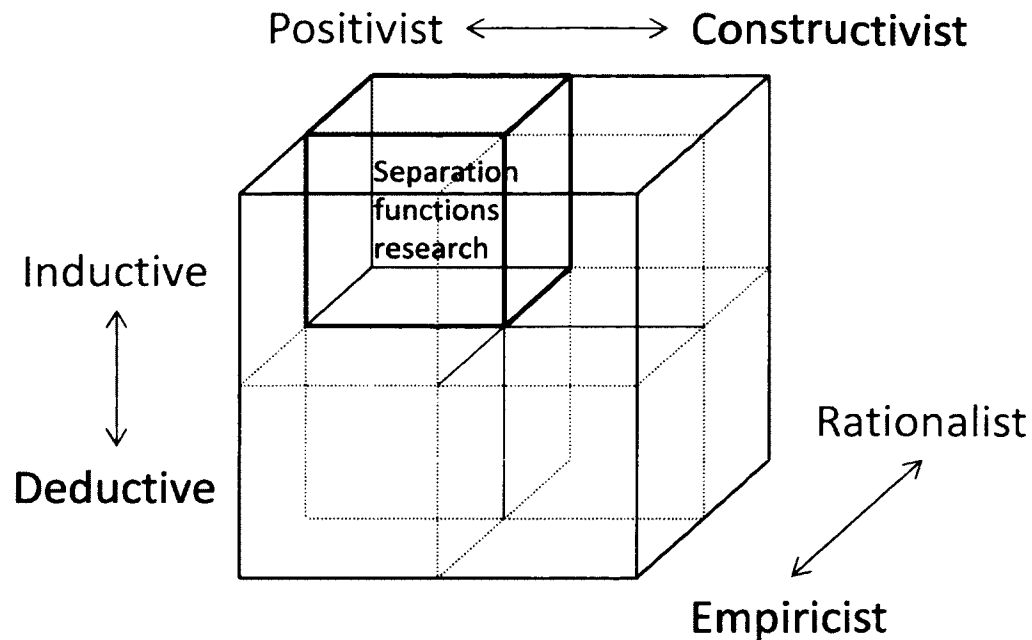 Positivist Constructivist
Separation
functions
research
Inductive
Deductive
Rationalist
Empiricist